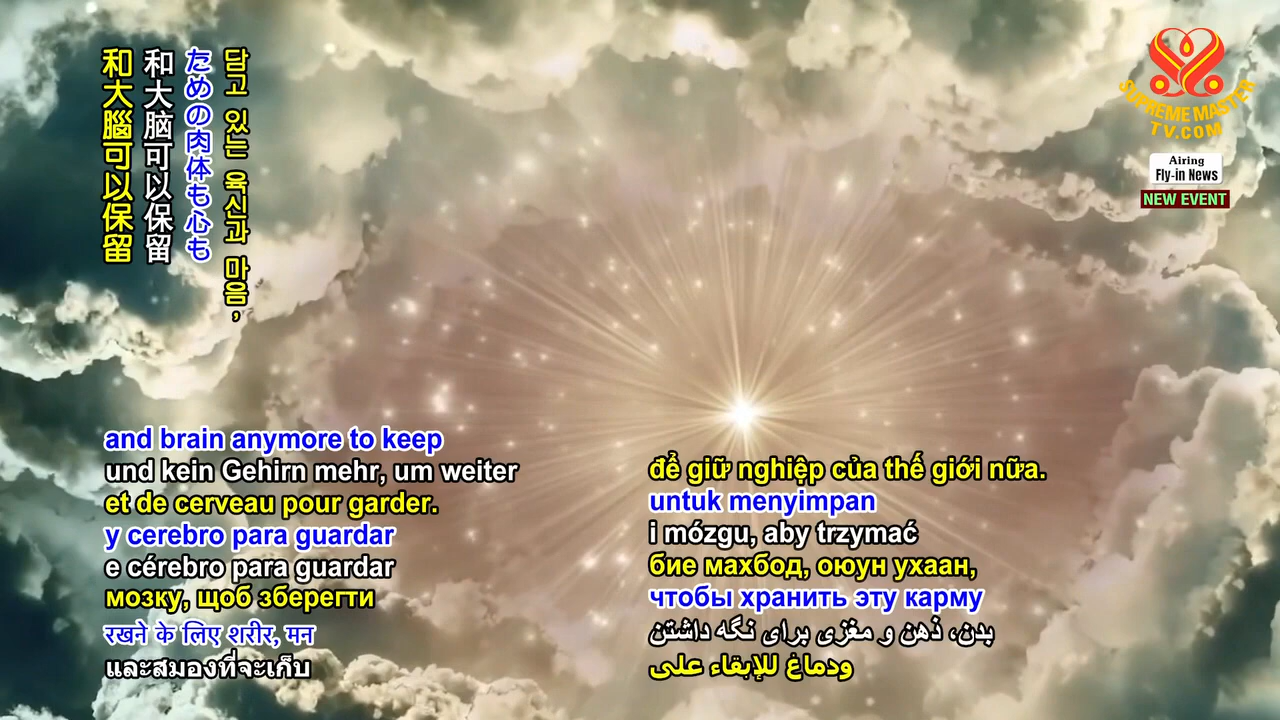 和大腦可以保留
和大脑可以保留
ための肉体も心も
담고 있는 육신과 마음,
SUPREME MASTER
TV.COM
Airing
Fly-in News
NEW EVENT
and brain anymore to keep
und kein Gehirn mehr, um weiter
et de cerveau pour garder.
y cerebro para guardar
e cérebro para guardar
мозку, щоб зберегти
रखने के लिए शरीर, मन
และสมองที่จะเก็บ
để giữ nghiệp của thế giới nữa.
untuk menyimpan
i mózgu, aby trzymać
бие махбод, оюун ухаан,
чтобы хранить эту карму
بدن، ذهن و مغزی برای نگه داشتن
ودماغ للإبقاء على